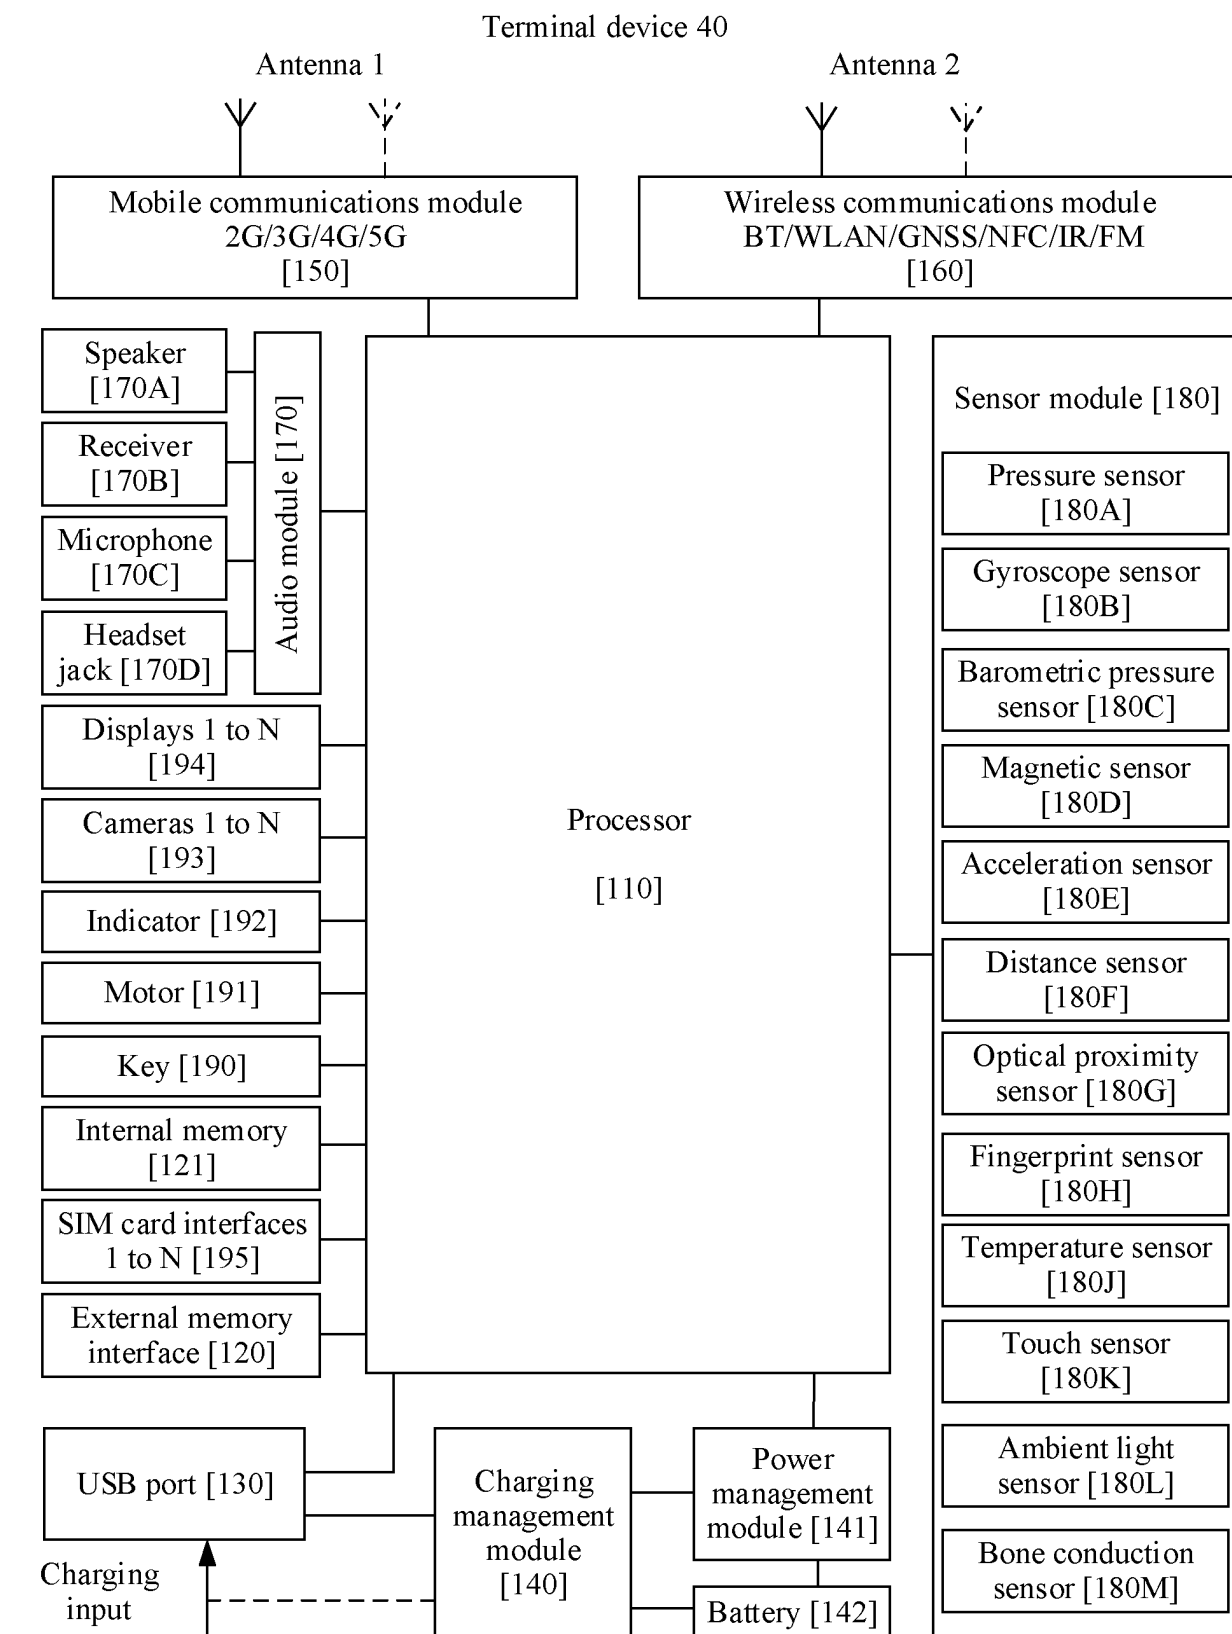 Terminal device 40
Antenna 1
Antenna 2
Mobile communications module
2G/3G/4G/5G
[150]
Wireless communications module
BT/WLAN/GNSS/NFC/IR/FM
[160]
Speaker
[170A]
Receiver
[170B]
Microphone
[170C]
Headset
jack [170D]
Audio module [170]
Displays 1 to N
[194]
Cameras 1 to N
[193]
Indicator [192]
Motor [191]
Key [190]
Internal memory
[121]
SIM card interfaces
1 to N [195]
External memory
interface [120]
Processor
[110]
Sensor module [180]
Pressure sensor
[180A]
Gyroscope sensor
[180B]
Barometric pressure
sensor [180C]
Magnetic sensor
[180D]
Acceleration sensor
[180E]
Distance sensor
[180F]
Optical proximity
sensor [180G]
Fingerprint sensor
[180H]
Temperature sensor
[180J]
Touch sensor
[180K]
Ambient light
sensor [180L]
Bone conduction
sensor [180M]
USB port [130]
Charging
input
Charging
management
module
[140]
Power
management
module [141]
Battery [142]